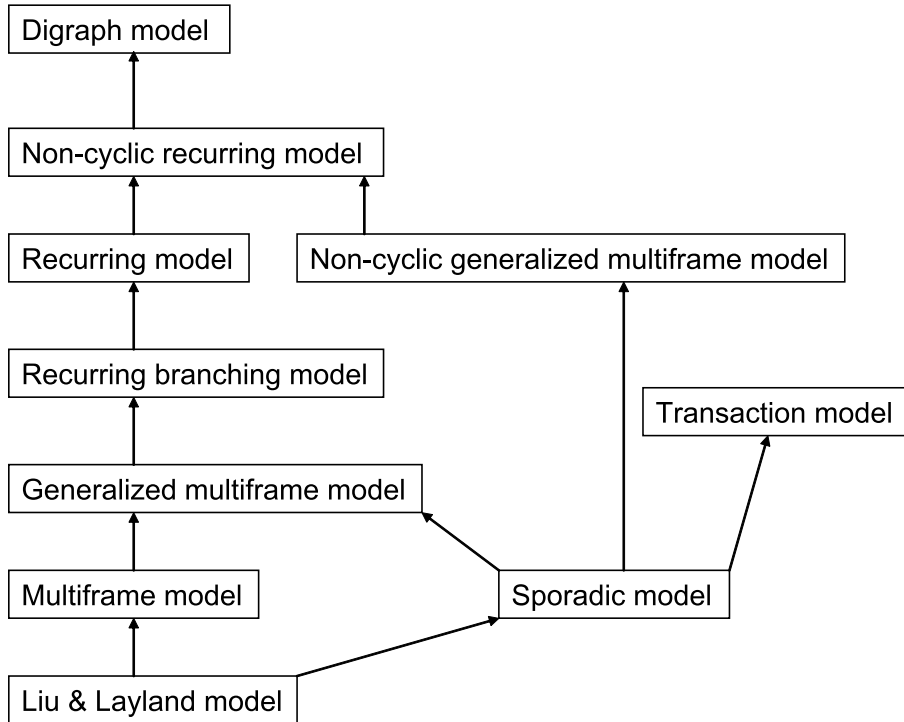 Digraph model
Non-cyclic recurring model
Recurring model
Non-cyclic generalized multiframe model
Recurring branching model
Transaction model
Generalized multiframe model
Multiframe model
Sporadic model
Liu & Layland model